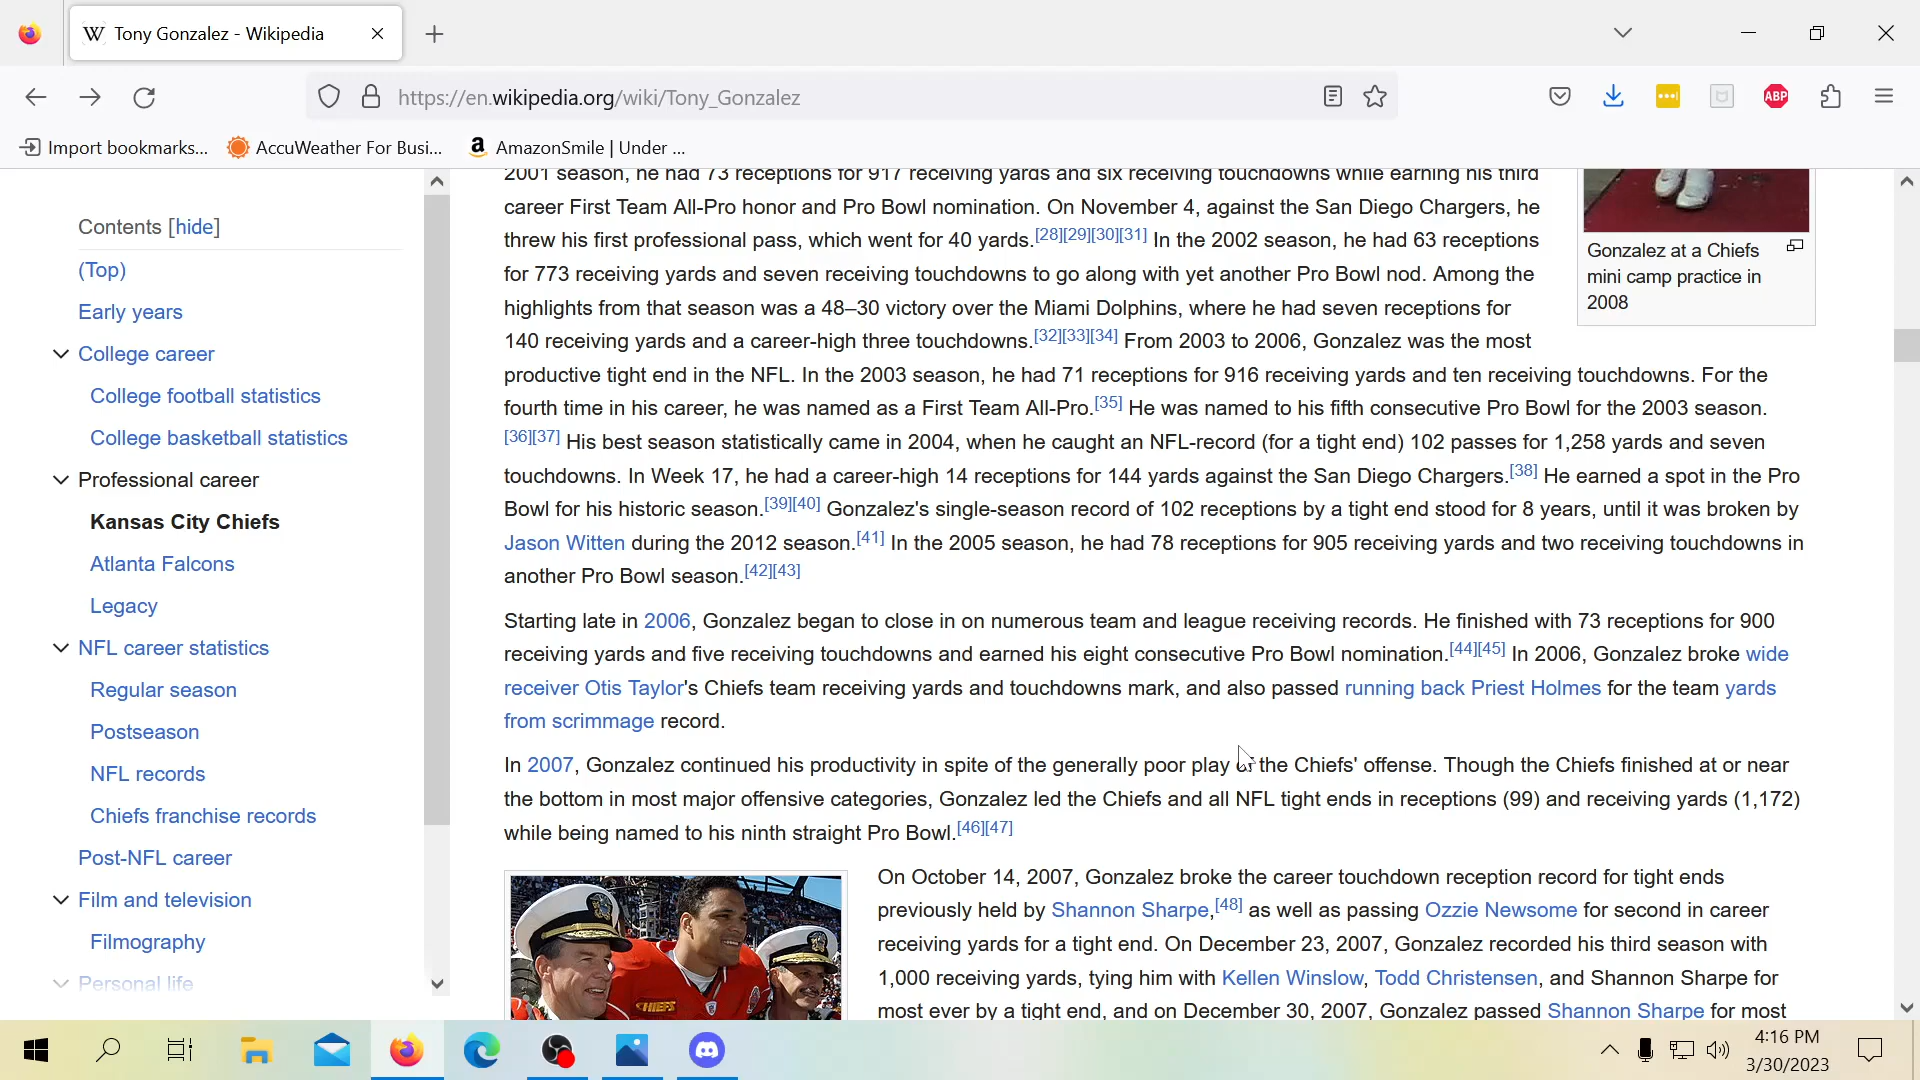 Tony Gonzalez - Wikipedia
https://en.wikipedia.org/wiki/Tony_Gonzalez
ABP
Import bookmarks...
AccuWeather For Busi...
AmazonSmile | Under ...
Contents [hide]
(Top)
Early years
College career
College football statistics
College basketball statistics
Professional career
Kansas City Chiefs
Atlanta Falcons
Legacy
NFL career statistics
Regular season
Postseason
NFL records
Chiefs franchise records
Post-NFL career
Film and television
Filmography
Personal life
2001 season, he had 73 receptions for 917 receiving yards and six receiving touchdowns while earning his third
career First Team All-Pro honor and Pro Bowl nomination. On November 4, against the San Diego Chargers, he
threw his first professional pass, which went for 40 yards.[28][29][30][31] In the 2002 season, he had 63 receptions
for 773 receiving yards and seven receiving touchdowns to go along with yet another Pro Bowl nod. Among the
highlights from that season was a 48–30 victory over the Miami Dolphins, where he had seven receptions for
140 receiving yards and a career-high three touchdowns.[32][33][34] From 2003 to 2006, Gonzalez was the most
productive tight end in the NFL. In the 2003 season, he had 71 receptions for 916 receiving yards and ten receiving touchdowns. For the
fourth time in his career, he was named as a First Team All-Pro.[35] He was named to his fifth consecutive Pro Bowl for the 2003 season.
[36][37] His best season statistically came in 2004, when he caught an NFL-record (for a tight end) 102 passes for 1,258 yards and seven
touchdowns. In Week 17, he had a career-high 14 receptions for 144 yards against the San Diego Chargers.[38] He earned a spot in the Pro
Bowl for his historic season.[39][40] Gonzalez's single-season record of 102 receptions by a tight end stood for 8 years, until it was broken by
Jason Witten during the 2012 season.[41] In the 2005 season, he had 78 receptions for 905 receiving yards and two receiving touchdowns in
another Pro Bowl season.[42][43]
Gonzalez at a Chiefs
mini camp practice in
2008
Starting late in 2006, Gonzalez began to close in on numerous team and league receiving records. He finished with 73 receptions for 900
receiving yards and five receiving touchdowns and earned his eight consecutive Pro Bowl nomination.[44][45] In 2006, Gonzalez broke wide
receiver Otis Taylor's Chiefs team receiving yards and touchdowns mark, and also passed running back Priest Holmes for the team yards
from scrimmage record.
In 2007, Gonzalez continued his productivity in spite of the generally poor play of the Chiefs' offense. Though the Chiefs finished at or near
the bottom in most major offensive categories, Gonzalez led the Chiefs and all NFL tight ends in receptions (99) and receiving yards (1,172)
while being named to his ninth straight Pro Bowl.[46][47]
CHIEFS
On October 14, 2007, Gonzalez broke the career touchdown reception record for tight ends
previously held by Shannon Sharpe,[48] as well as passing Ozzie Newsome for second in career
receiving yards for a tight end. On December 23, 2007, Gonzalez recorded his third season with
1,000 receiving yards, tying him with Kellen Winslow, Todd Christensen, and Shannon Sharpe for
most ever by a tight end, and on December 30, 2007, Gonzalez passed Shannon Sharpe for most
4:16 PM
3/30/2023